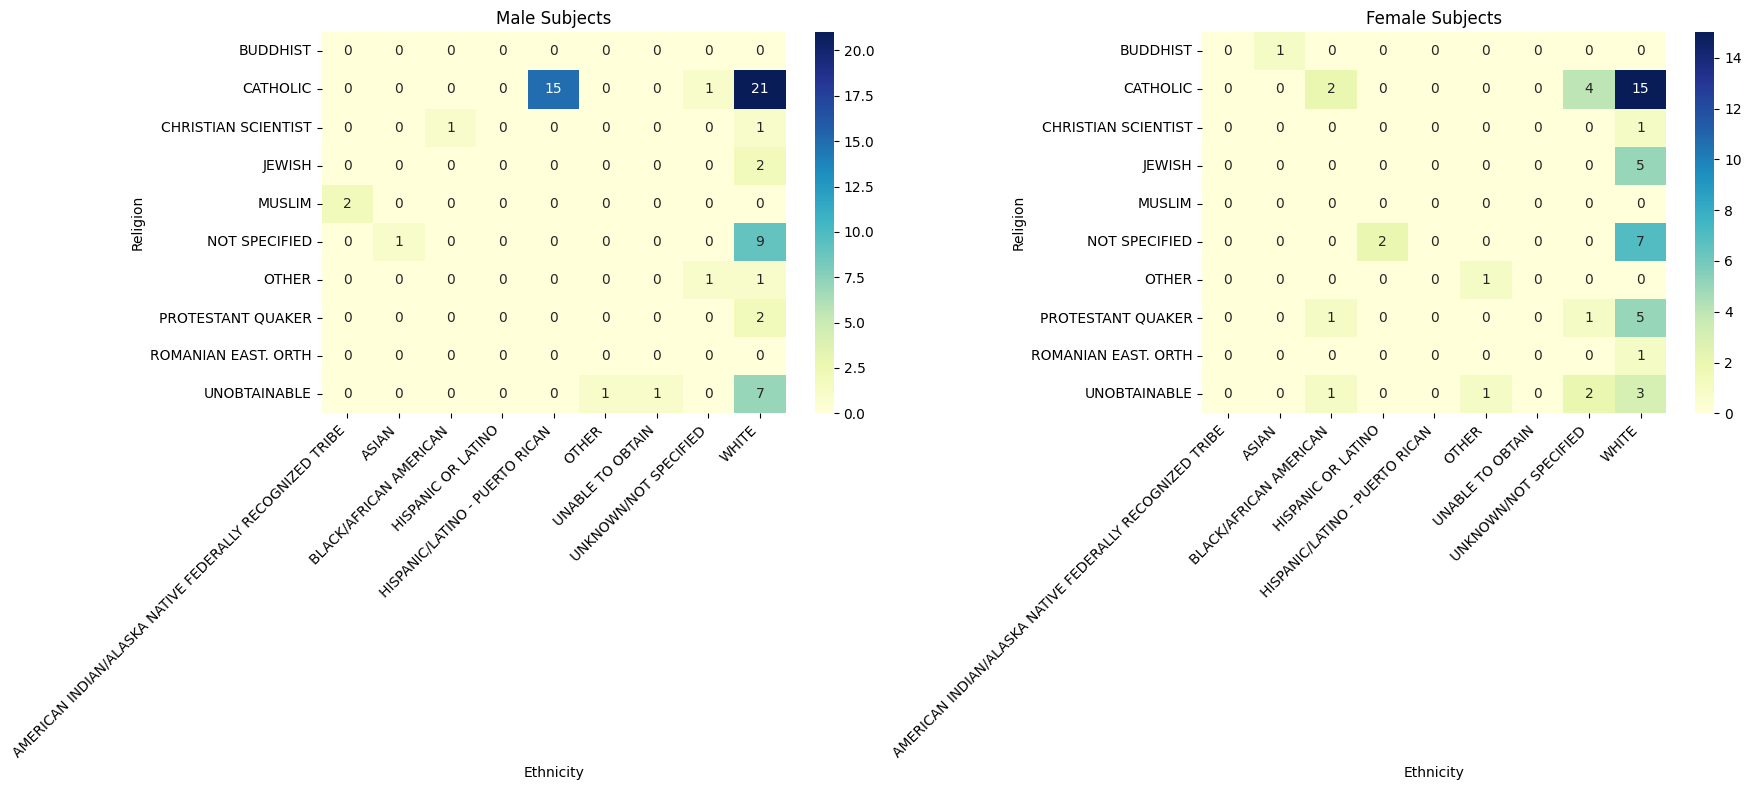 Male Subjects
BUDDHIST 0 0 0 0 0 0 0 0 0
CATHOLIC 0 0 0 0 15 0 0 1 21
CHRISTIAN SCIENTIST 0 0 1 0 0 0 0 0 1
JEWISH 0 0 0 0 0 0 0 0 2
MUSLIM 2 0 0 0 0 0 0 0 0
NOT SPECIFIED 0 1 0 0 0 0 0 0 9
OTHER 0 0 0 0 0 0 0 1 1
PROTESTANT QUAKER 0 0 0 0 0 0 0 0 2
ROMANIAN EAST. ORTH 0 0 0 0 0 0 0 0 0
UNOBTAINABLE 0 0 0 0 0 1 1 0 7
Religion
AMERICAN INDIAN/ALASKA NATIVE FEDERALLY RECOGNIZED TRIBE
ASIAN
BLACK/AFRICAN AMERICAN
HISPANIC OR LATINO
HISPANIC/LATINO - PUERTO RICAN
OTHER
UNABLE TO OBTAIN
UNKNOWN/NOT SPECIFIED
WHITE
Ethnicity
20.0
17.5
15.0
12.5
10.0
7.5
5.0
2.5
0.0
Female Subjects
BUDDHIST 0 1 0 0 0 0 0 0 0
CATHOLIC 0 0 2 0 0 0 0 4 15
CHRISTIAN SCIENTIST 0 0 0 0 0 0 0 0 1
JEWISH 0 0 0 0 0 0 0 0 5
MUSLIM 0 0 0 0 0 0 0 0 0
NOT SPECIFIED 0 0 0 2 0 0 0 0 7
OTHER 0 0 0 0 0 1 0 0 0
PROTESTANT QUAKER 0 0 1 0 0 0 0 1 5
ROMANIAN EAST. ORTH 0 0 0 0 0 0 0 0 1
UNOBTAINABLE 0 0 1 0 0 1 0 2 3
Religion
AMERICAN INDIAN/ALASKA NATIVE FEDERALLY RECOGNIZED TRIBE
ASIAN
BLACK/AFRICAN AMERICAN
HISPANIC OR LATINO
HISPANIC/LATINO - PUERTO RICAN
OTHER
UNABLE TO OBTAIN
UNKNOWN/NOT SPECIFIED
WHITE
Ethnicity
14
12
10
8
6
4
2
0